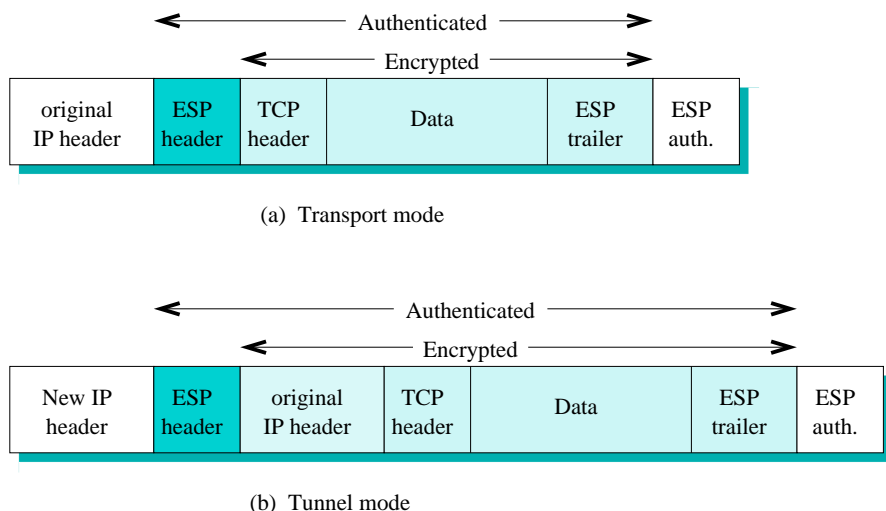 Authenticated
Encrypted
original
IP header
ESP
header
TCP
header
Data
ESP
trailer
ESP
auth.
(a) Transport mode
Authenticated
Encrypted
New IP
header
ESP
header
original
IP header
TCP
header
Data
ESP
trailer
ESP
auth.
(b) Tunnel mode